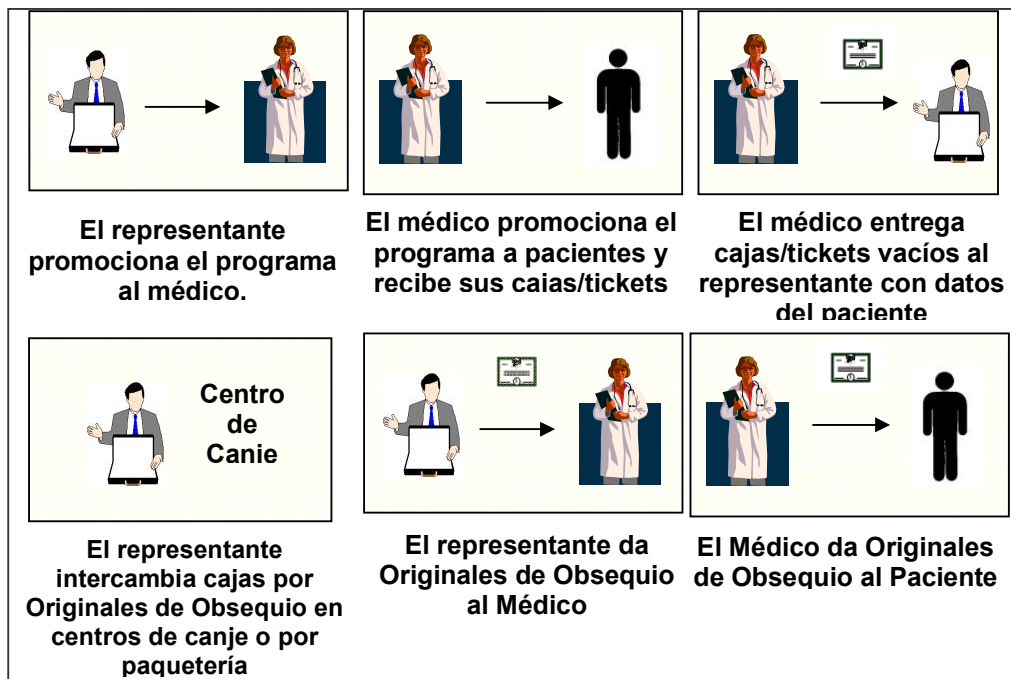 El representante
promociona el programa
al médico.
El médico promociona el
programa a pacientes y
recibe sus caias/tickets
El médico entrega
cajas/tickets vacíos al
representante con datos
del paciente
Centro
de
Canie
El representante
intercambia cajas por
Originales de Obsequio en
centros de canje o por
paquetería
El representante da
Originales de Obsequio
al Médico
El Médico da Originales
de Obsequio al Paciente